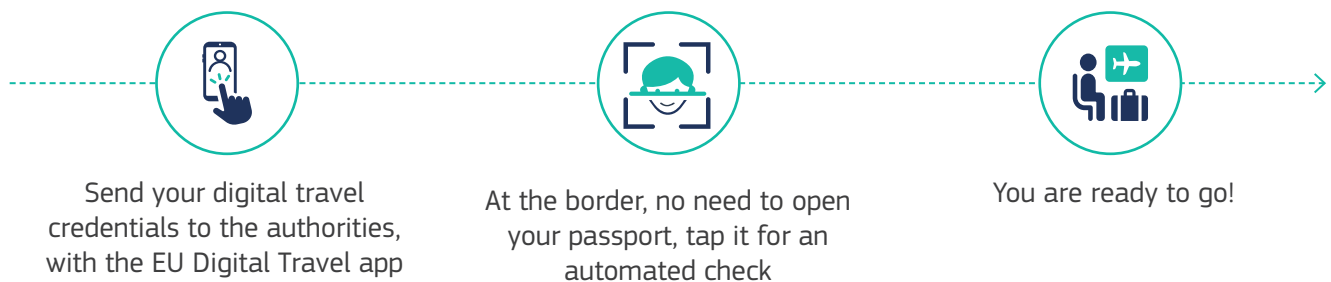 Send your digital travel
credentials to the authorities,
with the EU Digital Travel app
At the border, no need to open
your passport, tap it for an
automated check
You are ready to go!